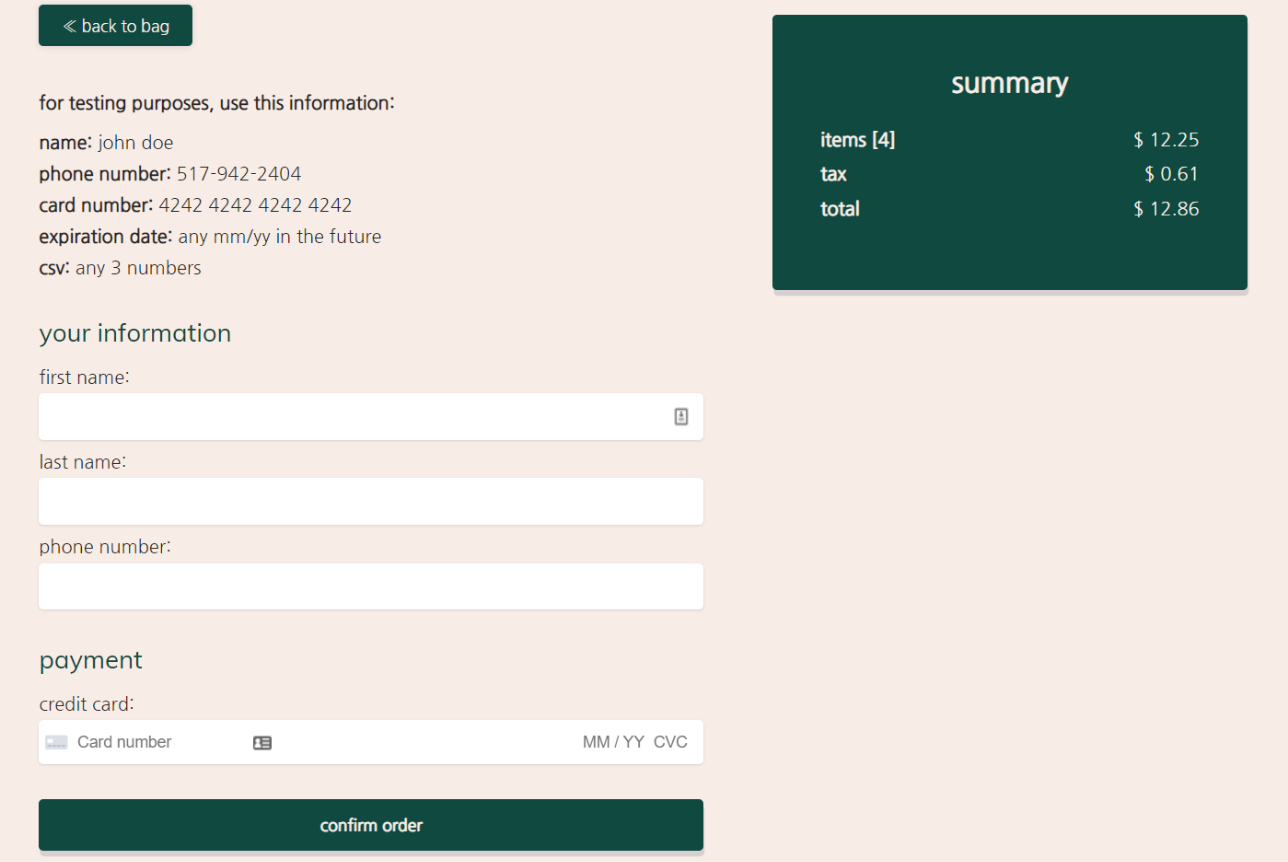 ≪ back to bag
for testing purposes, use this information:
name: john doe
phone number: 517-942-2404
card number: 4242 4242 4242 4242
expiration date: any mm/yy in the future
csv: any 3 numbers
your information
first name:
last name:
phone number:
payment
credit card:
Card number MM / YY CVC
confirm order
summary
items [4] $ 12.25
tax $ 0.61
total $ 12.86